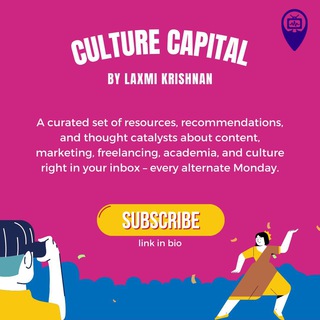 CULTURE CAPITAL
BY LAXMI KRISHNAN
A curated set of resources, recommendations,
and thought catalysts about content,
marketing, freelancing, academia, and culture
right in your inbox – every alternate Monday.
SUBSCRIBE
link in bio